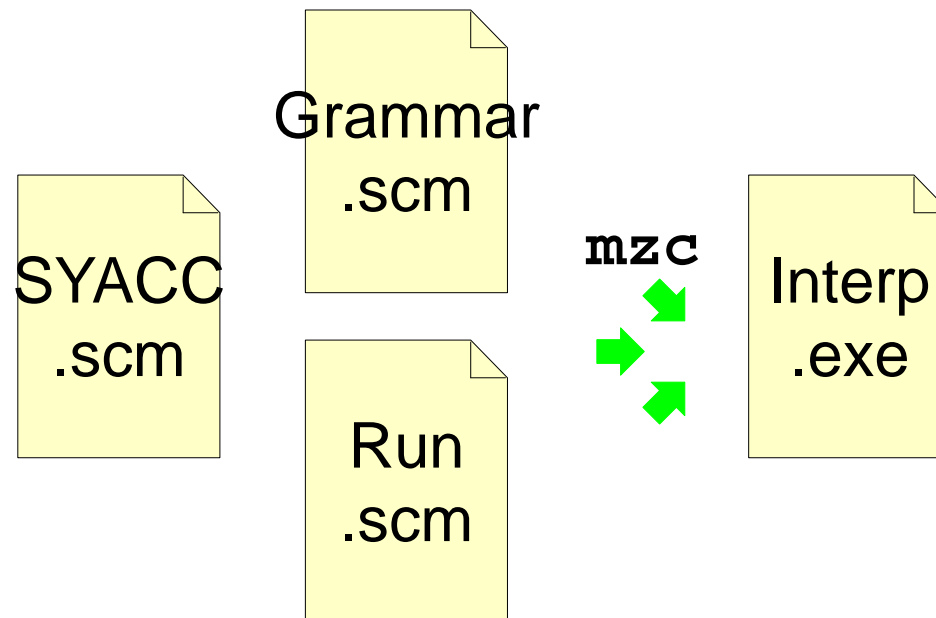 SYACC
.scm
Grammar
.scm
Run
.scm
mzc
Interp
.exe